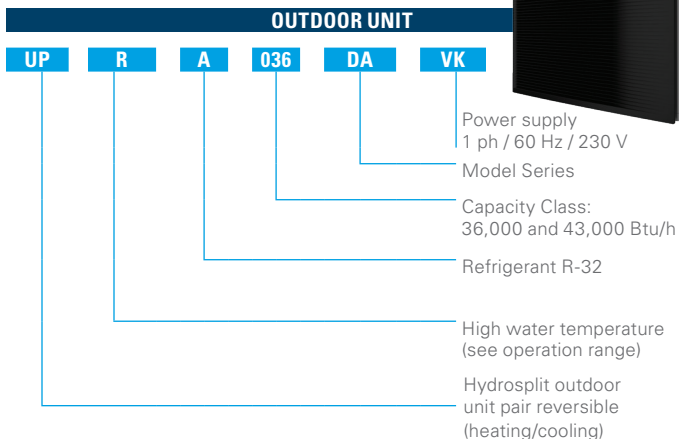 OUTDOOR UNIT
UP R A 036 DA VK
Power supply
1 ph / 60 Hz / 230 V
Model Series
Capacity Class:
36,000 and 43,000 Btu/h
Refrigerant R-32
High water temperature
(see operation range)
Hydrosplit outdoor
unit pair reversible
(heating/cooling)